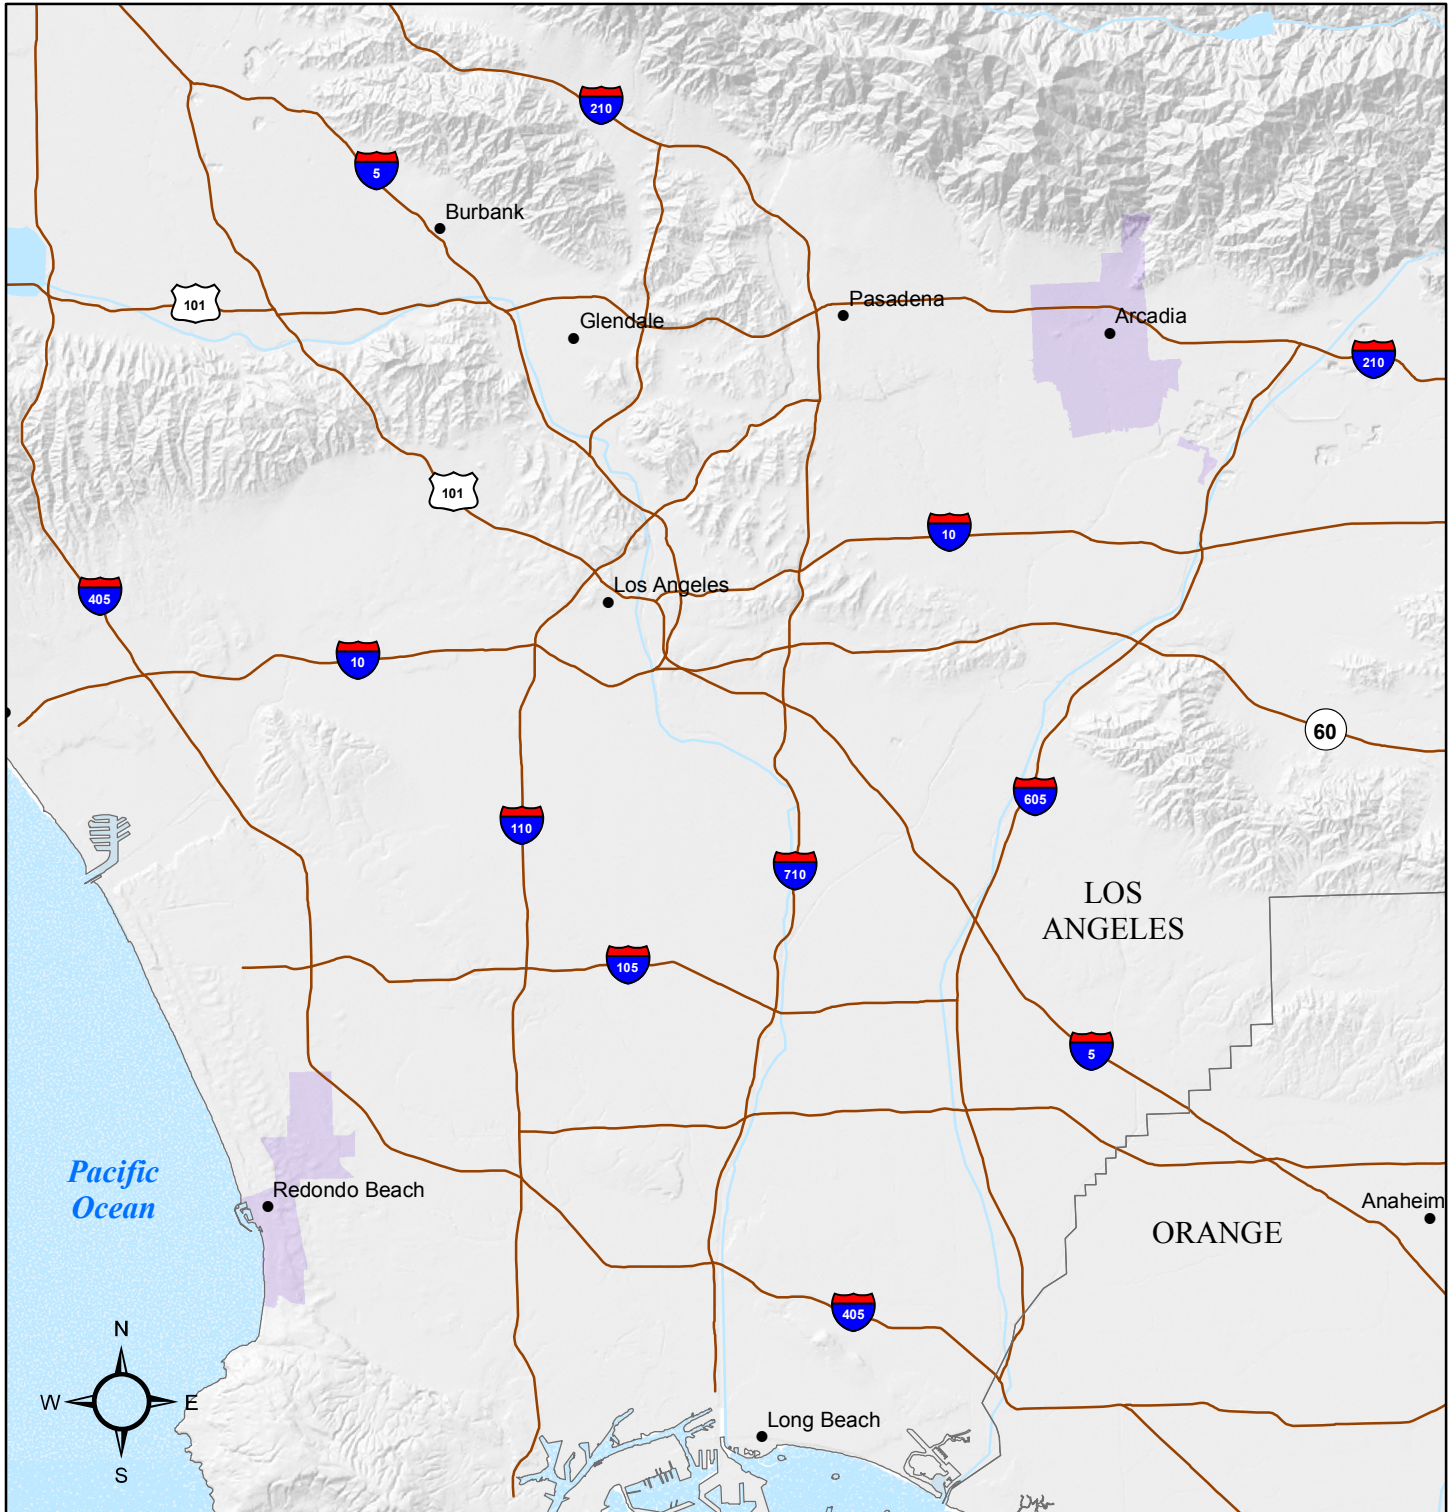 210
5
Burbank
101
Glendale
Pasadena
Arcadia
210
101
10
405
Los Angeles
10
60
605
110
710
LOS
ANGELES
105
5
Pacific
Ocean
Redondo Beach
Anaheim
ORANGE
405
N
W
E
S
Long Beach